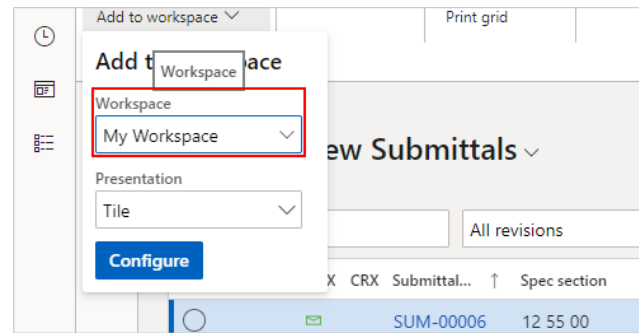 Add to workspace
Print grid
Add t ace
Workspace
Workspace
My Workspace
ew Submittals
Presentation
Tile
All revisions
Configure
X CRX Submittal... ↑ Spec section
SUM-00006 12 55 00